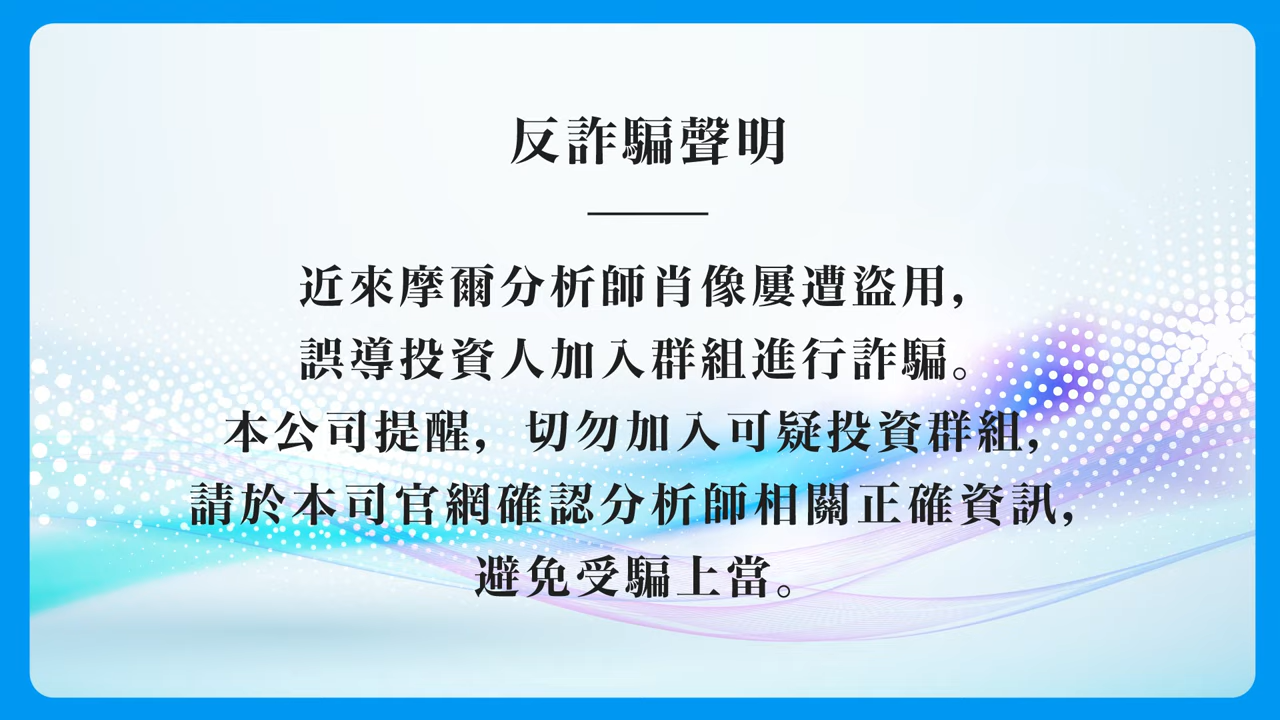 反詐騙聲明
近來摩爾分析師肖像屢遭盜用，
誤導投資人加入群組進行詐騙。
本公司提醒，切勿加入可疑投資群組，
請於本司官網確認分析師相關正確資訊，
避免受騙上當。